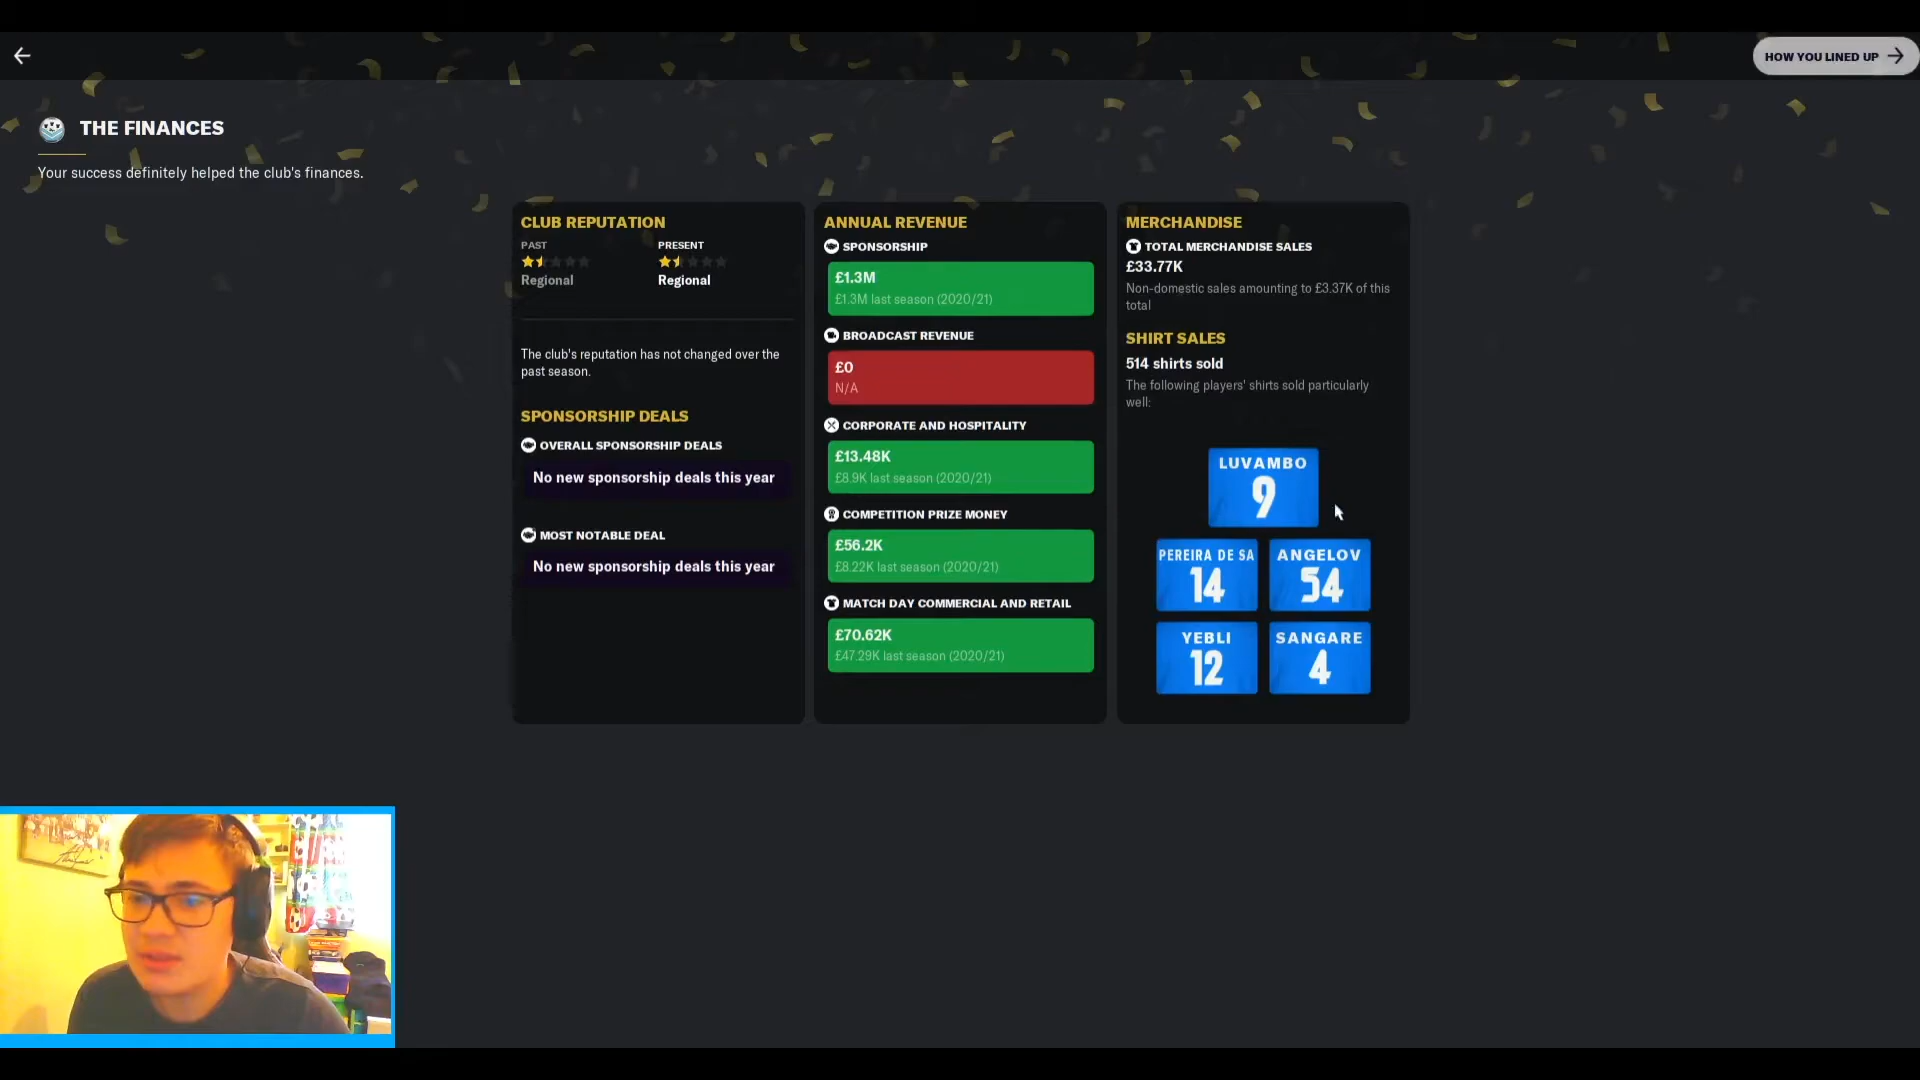 HOW YOU LINED UP
THE FINANCES
Your success definitely helped the club's finances.
CLUB REPUTATION
PAST
PRESENT
Regional
Regional
The club's reputation has not changed over the
past season.
SPONSORSHIP DEALS
OVERALL SPONSORSHIP DEALS
No new sponsorship deals this year
MOST NOTABLE DEAL
No new sponsorship deals this year
ANNUAL REVENUE
SPONSORSHIP
£1.3M
£1.3M last season (2020/21)
BROADCAST REVENUE
£0
N/A
CORPORATE AND HOSPITALITY
£13.48K
£8.9K last season (2020/21)
COMPETITION PRIZE MONEY
£56.2K
£8.22K last season (2020/21)
MATCH DAY COMMERCIAL AND RETAIL
£70.62K
£47.29K last season (2020/21)
MERCHANDISE
TOTAL MERCHANDISE SALES
£33.77K
Non-domestic sales amounting to £3.37K of this
total
SHIRT SALES
514 shirts sold
The following players' shirts sold particularly
well:
LUVAMBO
9
PEREIRA DE SA
14
ANGELOV
54
YEBLI
12
SANGARE
4